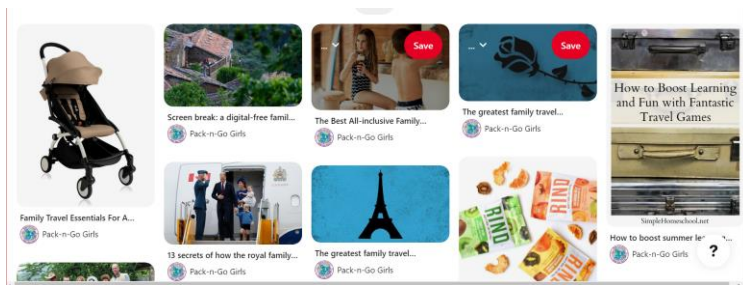 Family Travel Essentials For A...
Pack-n-Go Girls
Screen break: a digital-free famil...
Pack-n-Go Girls
13 secrets of how the royal family...
Pack-n-Go Girls
... Save
The Best All-inclusive Family...
Pack-n-Go Girls
The greatest family travel...
Pack-n-Go Girls
... Save
The greatest family travel...
Pack-n-Go Girls
RIND
RIND
RIND
How to Boost Learning
and Fun with Fantastic
Travel Games
SimpleHomeschool.net
How to boost summer
Pack-n-Go Girls
?